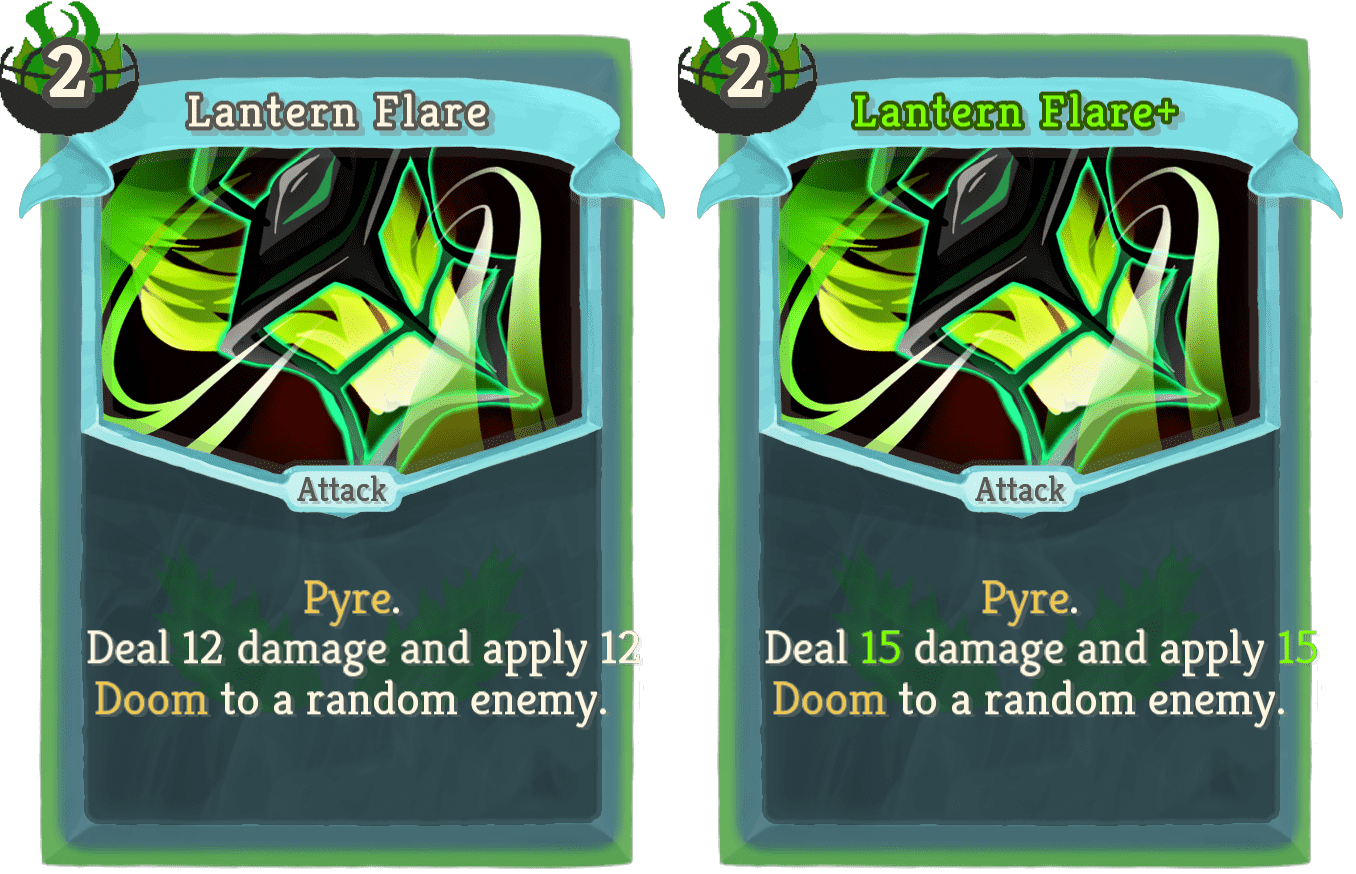 2
Lantern Flare
Attack
Pyre.
Deal 12 damage and apply 12
Doom to a random enemy.
2
Lantern Flare+
Attack
Pyre.
Deal 15 damage and apply 15
Doom to a random enemy.